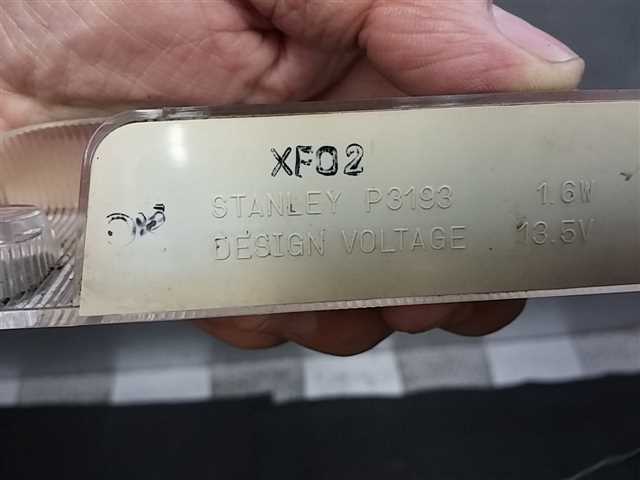 XF02
STANLEY P3193 1.6W
DESIGN VOLTAGE 13.5V